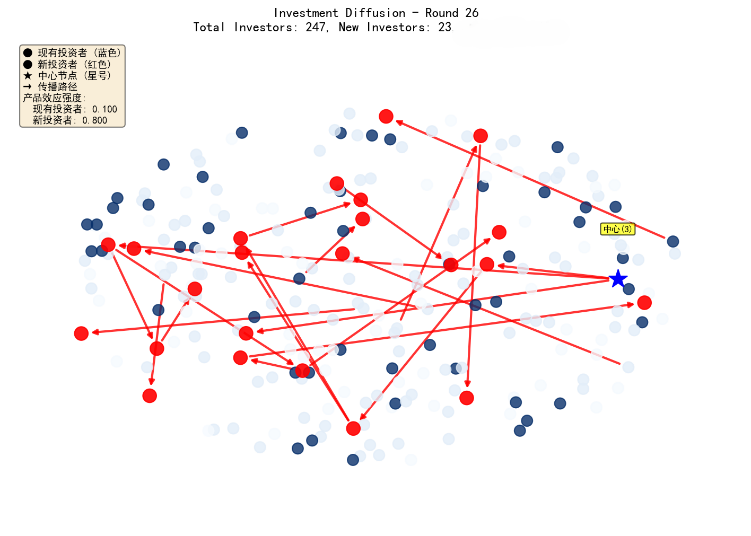 Investment Diffusion - Round 26
Total Investors: 247, New Investors: 23
● 现有投资者 (蓝色)
● 新投资者 (红色)
★ 中心节点 (星号)
→ 传播路径
产品效应强度:
现有投资者: 0.100
新投资者: 0.800
中心(3)